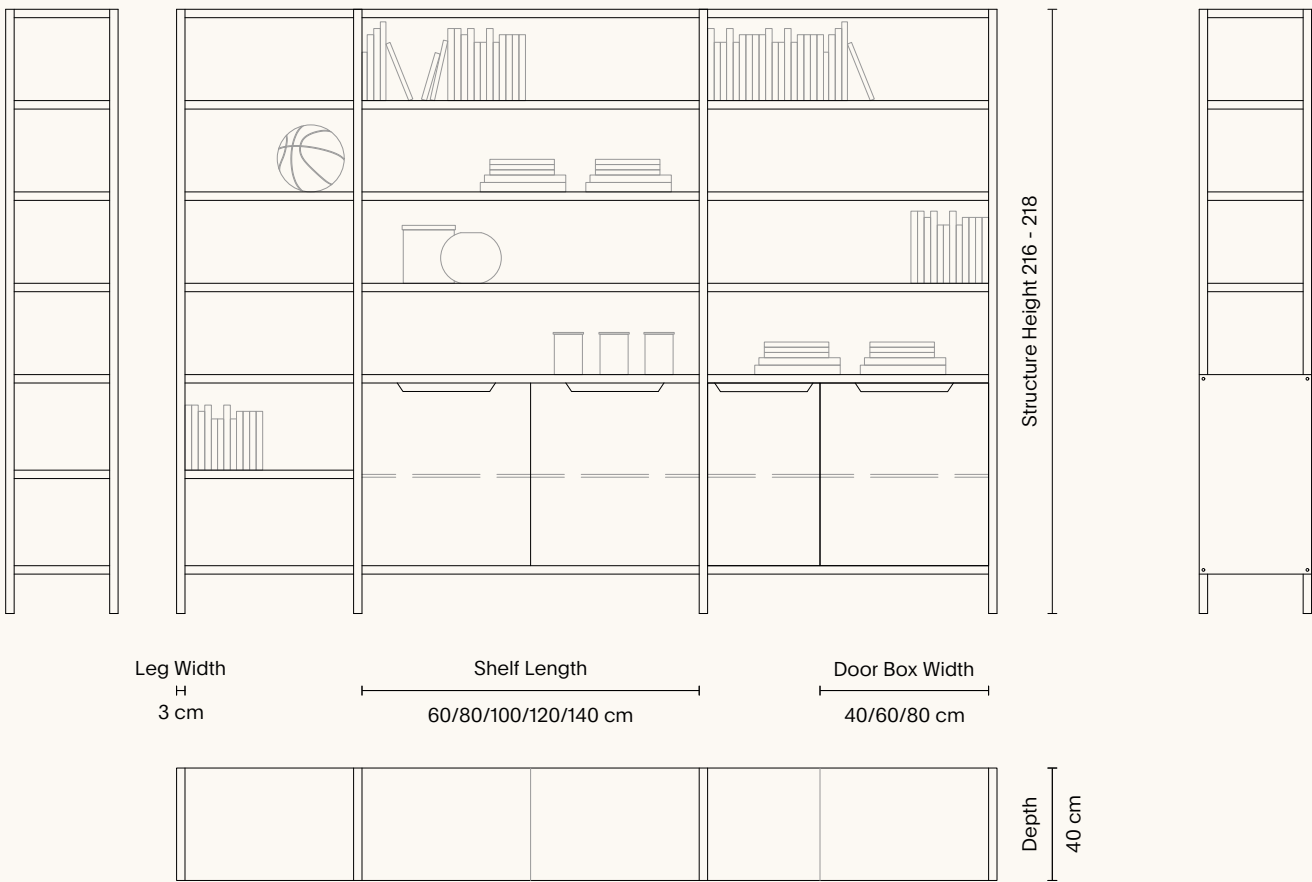 Structure Height 216 - 218
Leg Width
3 cm
Shelf Length
60/80/100/120/140 cm
Door Box Width
40/60/80 cm
Depth
40 cm